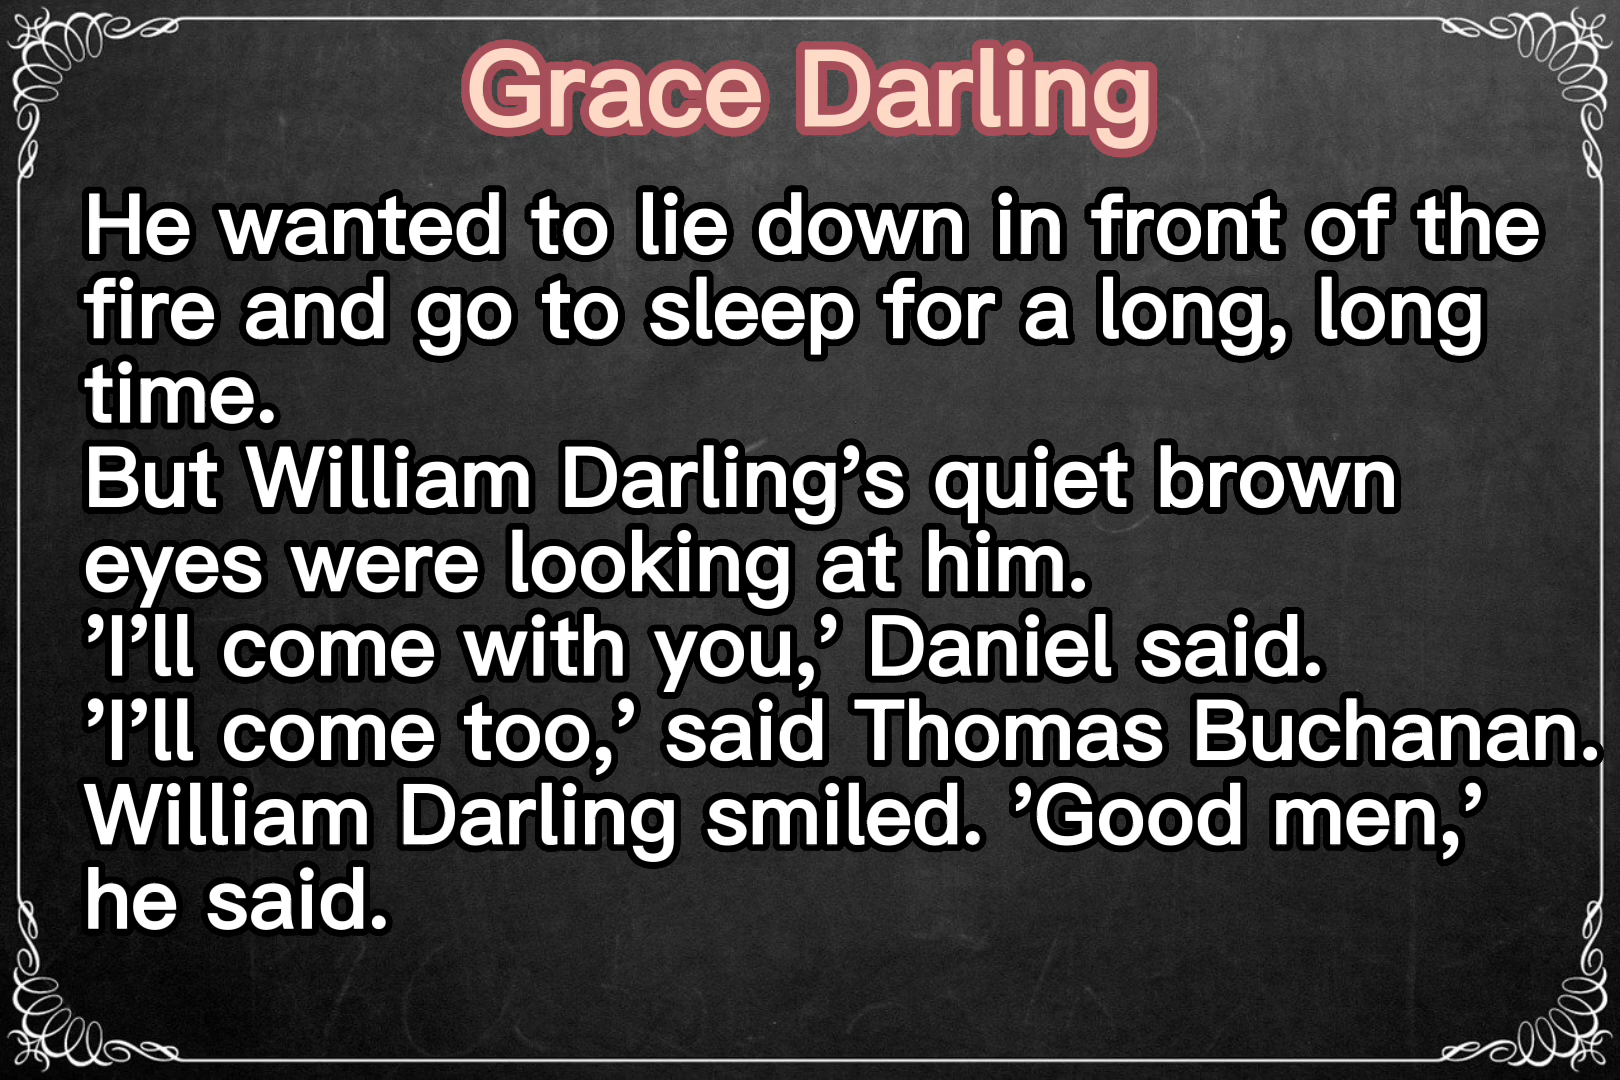 Grace Darling
He wanted to lie down in front of the
fire and go to sleep for a long, long
time.
But William Darling’s quiet brown
eyes were looking at him.
’I’ll come with you,’ Daniel said.
’I’ll come too,’ said Thomas Buchanan.
William Darling smiled. ’Good men,’
he said.